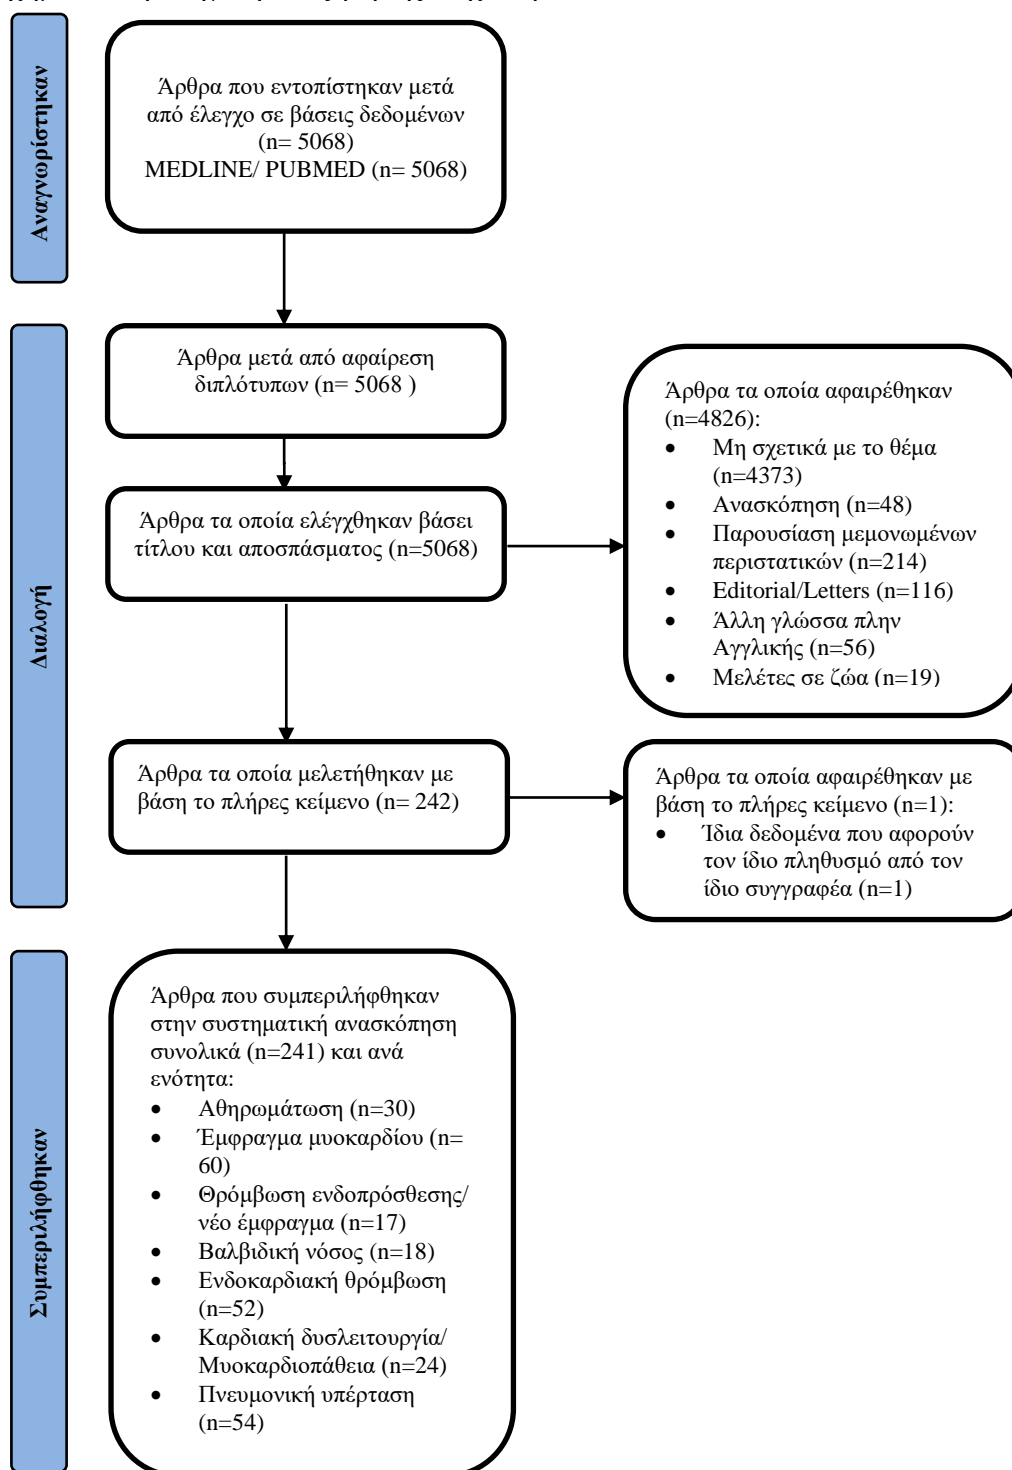 Αναγνωρίστηκαν
Άρθρα που εντοπίστηκαν μετά
από έλεγχο σε βάσεις δεδομένων
(n= 5068)
MEDLINE/ PUBMED (n= 5068)
Διαλογή
Άρθρα μετά από αφαίρεση
διπλότυπων (n= 5068 )
Άρθρα τα οποία ελέγχθηκαν βάσει
τίτλου και αποσπάσματος (n=5068)
Άρθρα τα οποία αφαιρέθηκαν
(n=4826):
• Μη σχετικά με το θέμα
(n=4373)
• Ανασκόπηση (n=48)
• Παρουσίαση μεμονωμένων
περιστατικών (n=214)
• Editorial/Letters (n=116)
• Άλλη γλώσσα πλην
Αγγλικής (n=56)
• Μελέτες σε ζώα (n=19)
Άρθρα τα οποία μελετήθηκαν με
βάση το πλήρες κείμενο (n= 242)
Άρθρα τα οποία αφαιρέθηκαν με
βάση το πλήρες κείμενο (n=1):
• Ίδια δεδομένα που αφορούν
τον ίδιο πληθυσμό από τον
ίδιο συγγραφέα (n=1)
Συμπεριλήφθηκαν
Άρθρα που συμπεριλήφθηκαν
στην συστηματική ανασκόπηση
συνολικά (n=241) και ανά
ενότητα:
• Αθηρωμάτωση (n=30)
• Έμφραγμα μυοκαρδίου (n=
60)
• Θρόμβωση ενδοπρόσθεσης/
νέο έμφραγμα (n=17)
• Βαλβιδική νόσος (n=18)
• Ενδοκαρδιακή θρόμβωση
(n=52)
• Καρδιακή δυσλειτουργία/
Μυοκαρδιοπάθεια (n=24)
• Πνευμονική υπέρταση
(n=54)